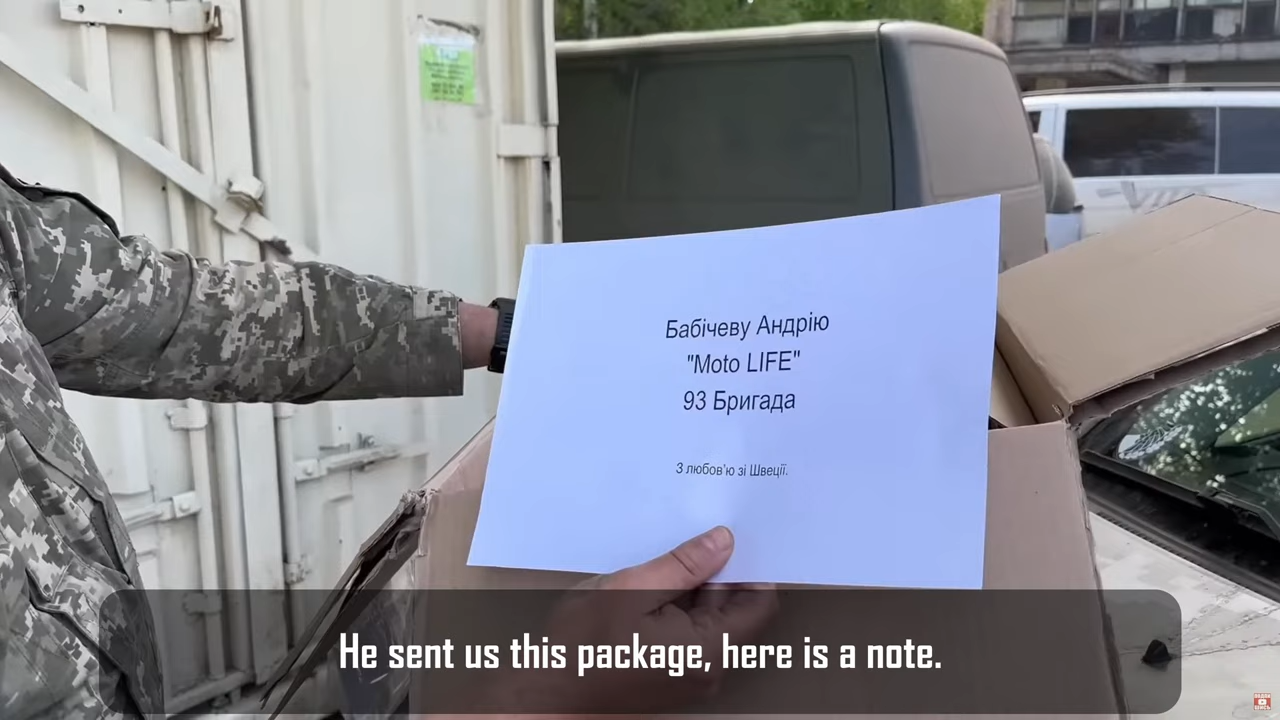 Бабічеву Андрію
"Moto LIFE"
93 Бригада
З любов'ю зі Швеції.
He sent us this package, here is a note.